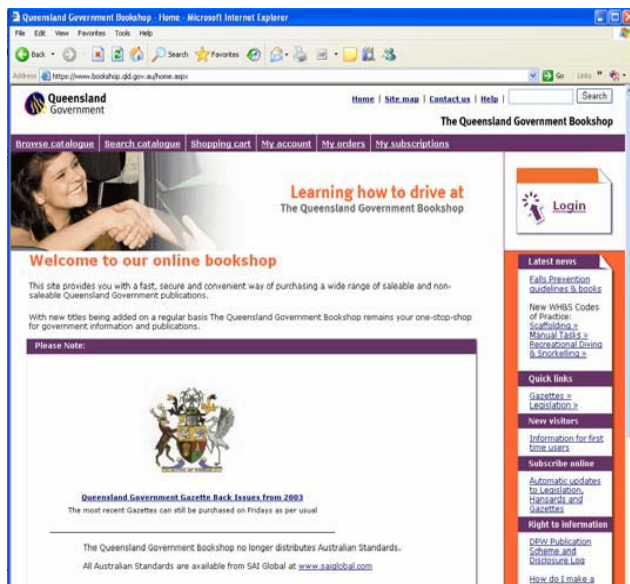 Queensland Government Bookshop - Home - Microsoft Internet Explorer
File Edit View Favorites Tools Help
Back Search Favorites
Address https://www.bookshop.qld.gov.au/home.aspx Go Links
Queensland
Government
Home | Site map | Contact us | Help | Search
The Queensland Government Bookshop
Browse catalogue Search catalogue Shopping cart My account My orders My subscriptions
Learning how to drive at
The Queensland Government Bookshop
Login
Welcome to our online bookshop
This site provides you with a fast, secure and convenient way of purchasing a wide range of saleable and non-
saleable Queensland Government publications.
With new titles being added on a regular basis The Queensland Government Bookshop remains your one-stop-shop
for government information and publications.
Please Note:
Queensland Government Gazette Back Issues from 2003
The most recent Gazettes can still be purchased on Fridays as per usual
The Queensland Government Bookshop no longer distributes Australian Standards.
All Australian Standards are available from SAI Global at www.saiglobal.com
Latest news
Falls Prevention
guidelines & books
New WH&S Codes
of Practice:
Scaffolding »
Manual Tasks »
Recreational Diving
& Snorkelling »
Quick links
Gazettes »
Legislation »
New visitors
Information for first
time users
Subscribe online
Automatic updates
to Legislation,
Hansards and
Gazettes
Right to information
DPW Publication
Scheme and
Disclosure Log
How do I make a